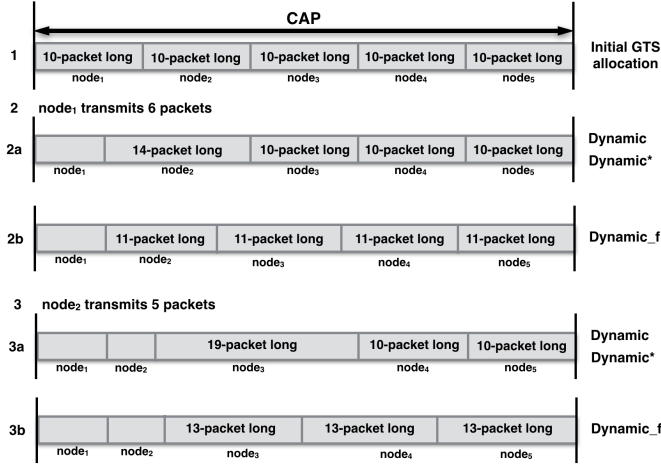 CAP
1 10-packet long 10-packet long 10-packet long 10-packet long 10-packet long Initial GTS allocation
node₁ node₂ node₃ node₄ node₅
2 node₁ transmits 6 packets
2a 14-packet long 10-packet long 10-packet long 10-packet long Dynamic Dynamic*
node₁ node₂ node₃ node₄ node₅
2b 11-packet long 11-packet long 11-packet long 11-packet long Dynamic_f
node₁ node₂ node₃ node₄ node₅
3 node₂ transmits 5 packets
3a 19-packet long 10-packet long 10-packet long Dynamic Dynamic*
node₁ node₂ node₃ node₄ node₅
3b 13-packet long 13-packet long 13-packet long Dynamic_f
node₁ node₂ node₃ node₄ node₅